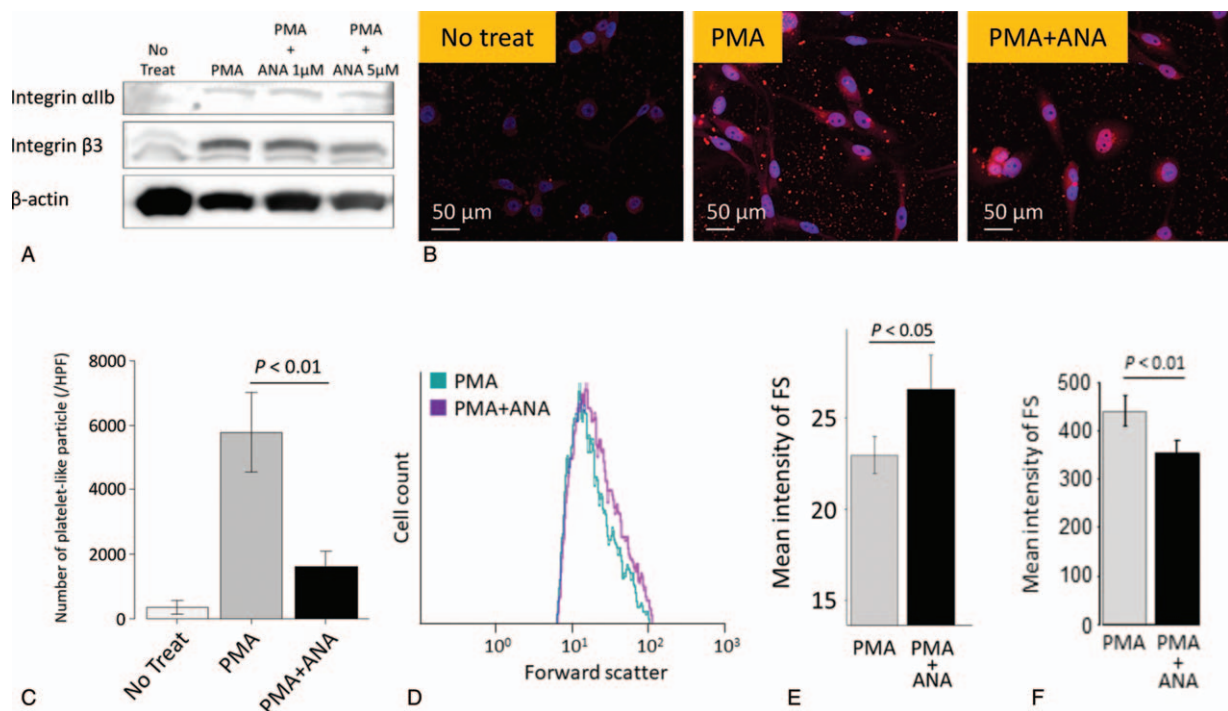 No
Treat
PMA
PMA
+
ANA 1µM
PMA
+
ANA 5µM
Integrin αIIb
Integrin β3
β-actin
A
No treat
50 µm
PMA
50 µm
PMA+ANA
50 µm
B
Number of platelet-like particle (/HPF)
8000
6000
4000
2000
0
P < 0.01
No Treat
PMA
PMA+ANA
C
PMA
PMA+ANA
Cell count
10⁰
10¹
10²
10³
Forward scatter
D
Mean intensity of FS
25
20
15
P < 0.05
PMA
PMA
+
ANA
E
Mean intensity of FS
500
400
300
200
100
0
P < 0.01
PMA
PMA
+
ANA
F